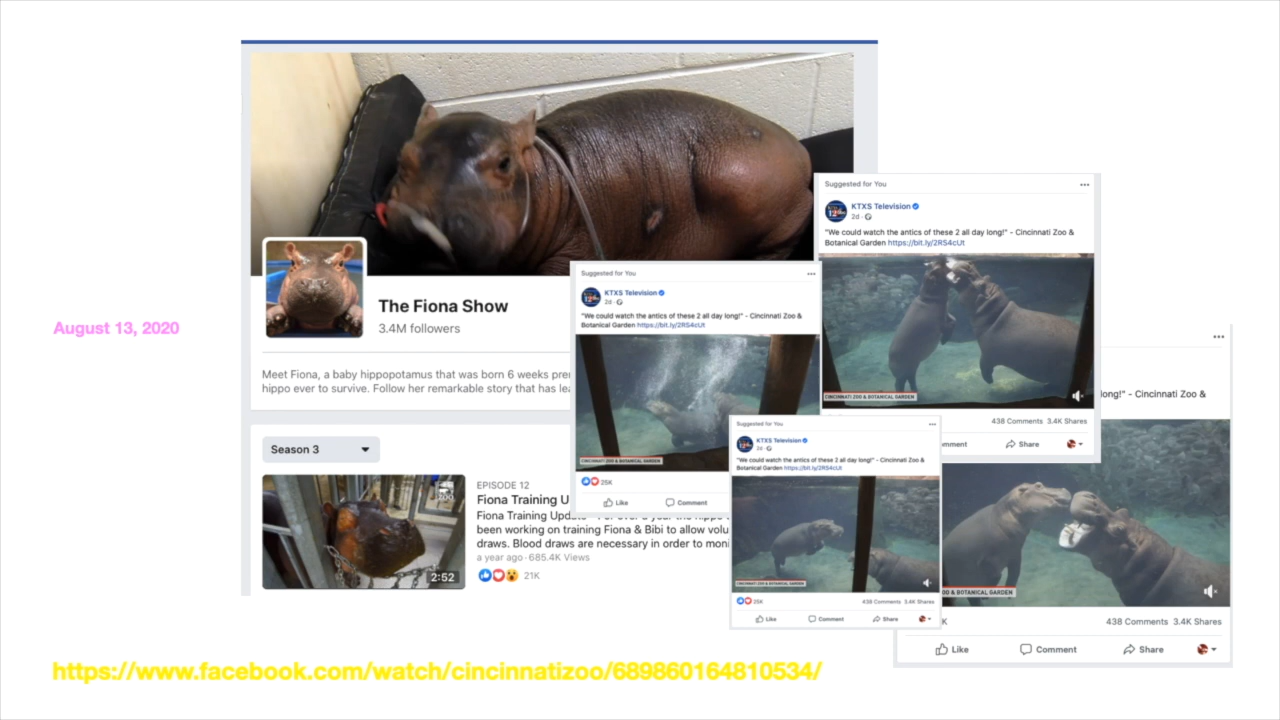 The Fiona Show
3.4M followers
August 13, 2020
Meet Fiona, a baby hippopotamus that was born 6 weeks
hippo ever to survive. Follow her remarkable story that has
Season 3
EPISODE 12
Fiona Training U
Fiona Training Update
been working on training Fiona & Bibi to allow
draws. Blood draws are necessary in order to
a year ago · 685.4K Views
21K
2:52
Suggested for You
KTXS Television
2d
"We could watch the antics of these 2 all day long!" - Cincinnati Zoo &
Botanical Garden https://bit.ly/2RS4cUt
CINCINNATI ZOO & BOTANICAL GARDEN
25K
Like Comment
Suggested for You
KTXS Television
2d
"We could watch the antics of these 2 all day long!" - Cincinnati Zoo &
Botanical Garden https://bit.ly/2RS4cUt
CINCINNATI ZOO & BOTANICAL GARDEN
438 Comments 3.4K Shares
mment Share
Suggested for You
KTXS Television
2d
"We could watch the antics of these 2 all day long!" - Cincinnati Zoo &
Botanical Garden https://bit.ly/2RS4cUt
CINCINNATI ZOO & BOTANICAL GARDEN
25K 438 Comments 3.4K Shares
Like Comment Share
long!" - Cincinnati Zoo &
OO & BOTANICAL GARDEN
K 438 Comments 3.4K Shares
Like Comment Share
https://www.facebook.com/watch/cincinnatizoo/689860164810534/